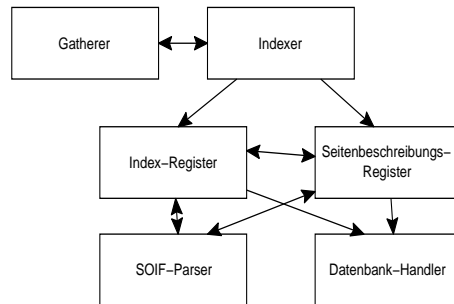 Gatherer
Indexer
Index-Register
Seitenbeschreibungs-
Register
SOIF-Parser
Datenbank-Handler